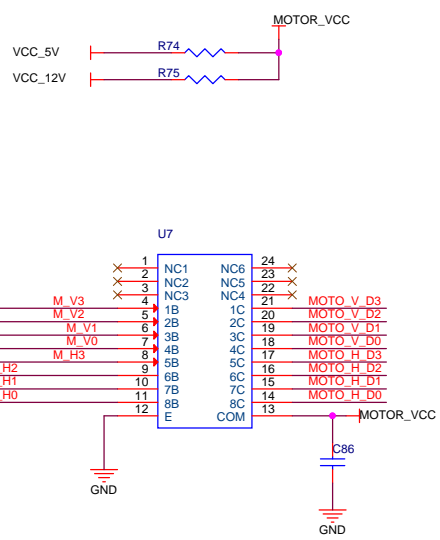 MOTOR_VCC
VCC_5V R74
VCC_12V R75
U7
1 NC1 NC6 24
2 NC2 NC5 23
3 NC3 NC4 22
M_V3 4 1B 1C 21 MOTO_V_D3
M_V2 5 2B 2C 20 MOTO_V_D2
M_V1 6 3B 3C 19 MOTO_V_D1
M_V0 7 4B 4C 18 MOTO_V_D0
M_H3 8 5B 5C 17 MOTO_H_D3
_H2 9 6B 6C 16 MOTO_H_D2
_H1 10 7B 7C 15 MOTO_H_D1
_H0 11 8B 8C 14 MOTO_H_D0
12 E COM 13 MOTOR_VCC
C86
GND
GND